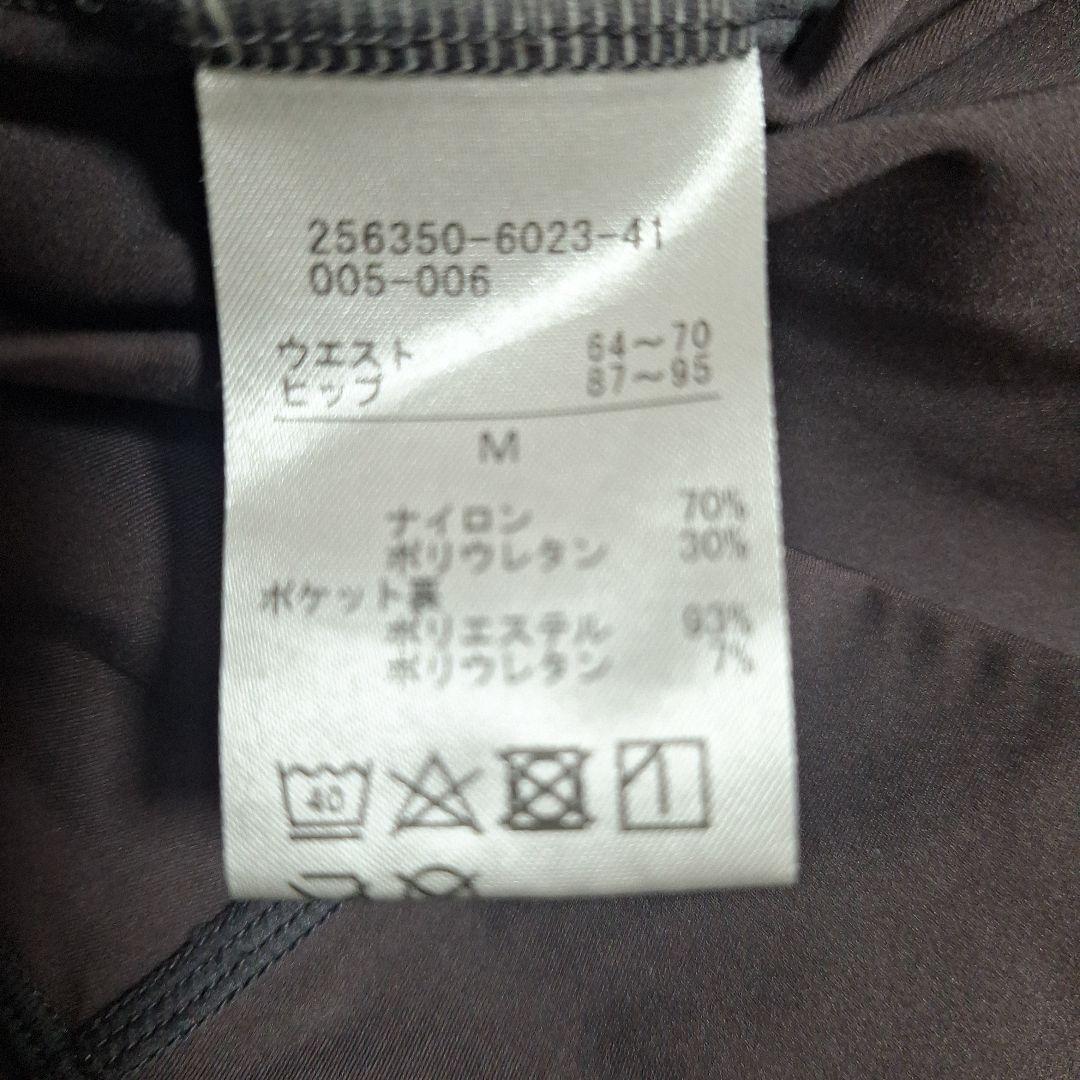 256350-6023-41
005-006
ウエスト 64～70
ヒップ 87～95
M
ナイロン 70%
ポリウレタン 30%
ポケット裏
ポリエステル 93%
ポリウレタン 7%
40